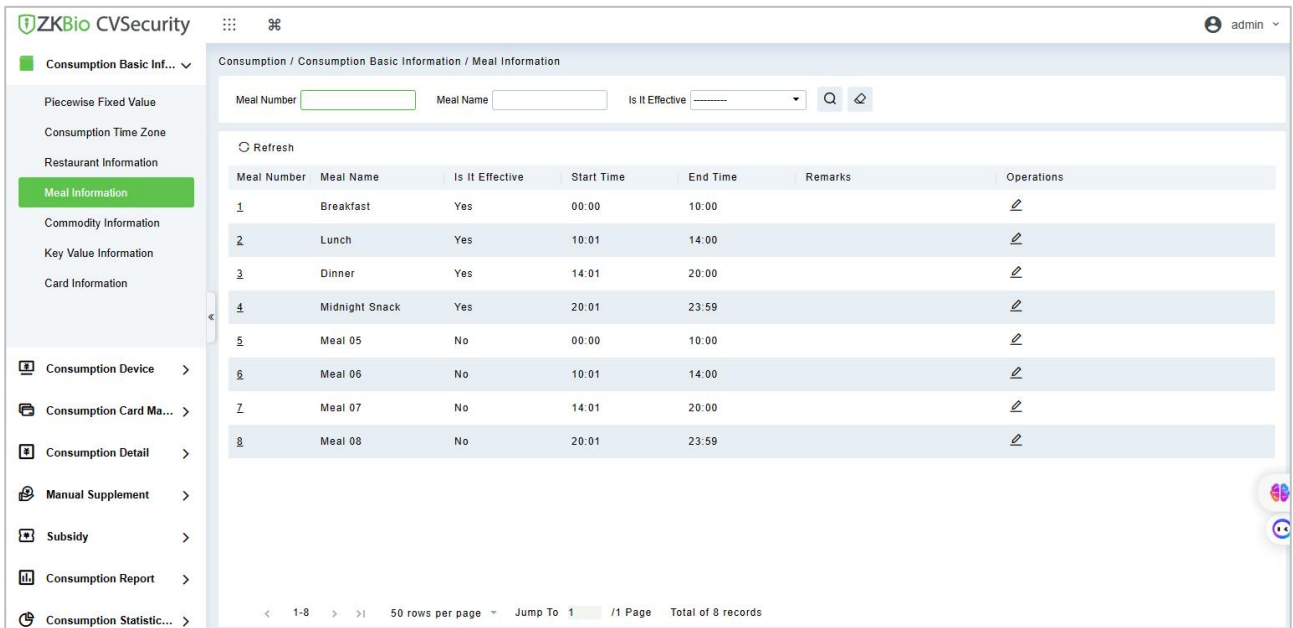 ZKBio CVSecurity
admin
Consumption Basic Inf...
Piecewise Fixed Value
Consumption Time Zone
Restaurant Information
Meal Information
Commodity Information
Key Value Information
Card Information
Consumption Device
Consumption Card Ma...
Consumption Detail
Manual Supplement
Subsidy
Consumption Report
Consumption Statistic...
Consumption / Consumption Basic Information / Meal Information
Meal Number Meal Name Is It Effective ----------
Refresh
Meal Number Meal Name Is It Effective Start Time End Time Remarks Operations
1 Breakfast Yes 00:00 10:00
2 Lunch Yes 10:01 14:00
3 Dinner Yes 14:01 20:00
4 Midnight Snack Yes 20:01 23:59
5 Meal 05 No 00:00 10:00
6 Meal 06 No 10:01 14:00
7 Meal 07 No 14:01 20:00
8 Meal 08 No 20:01 23:59
< 1-8 > >| 50 rows per page Jump To 1 /1 Page Total of 8 records